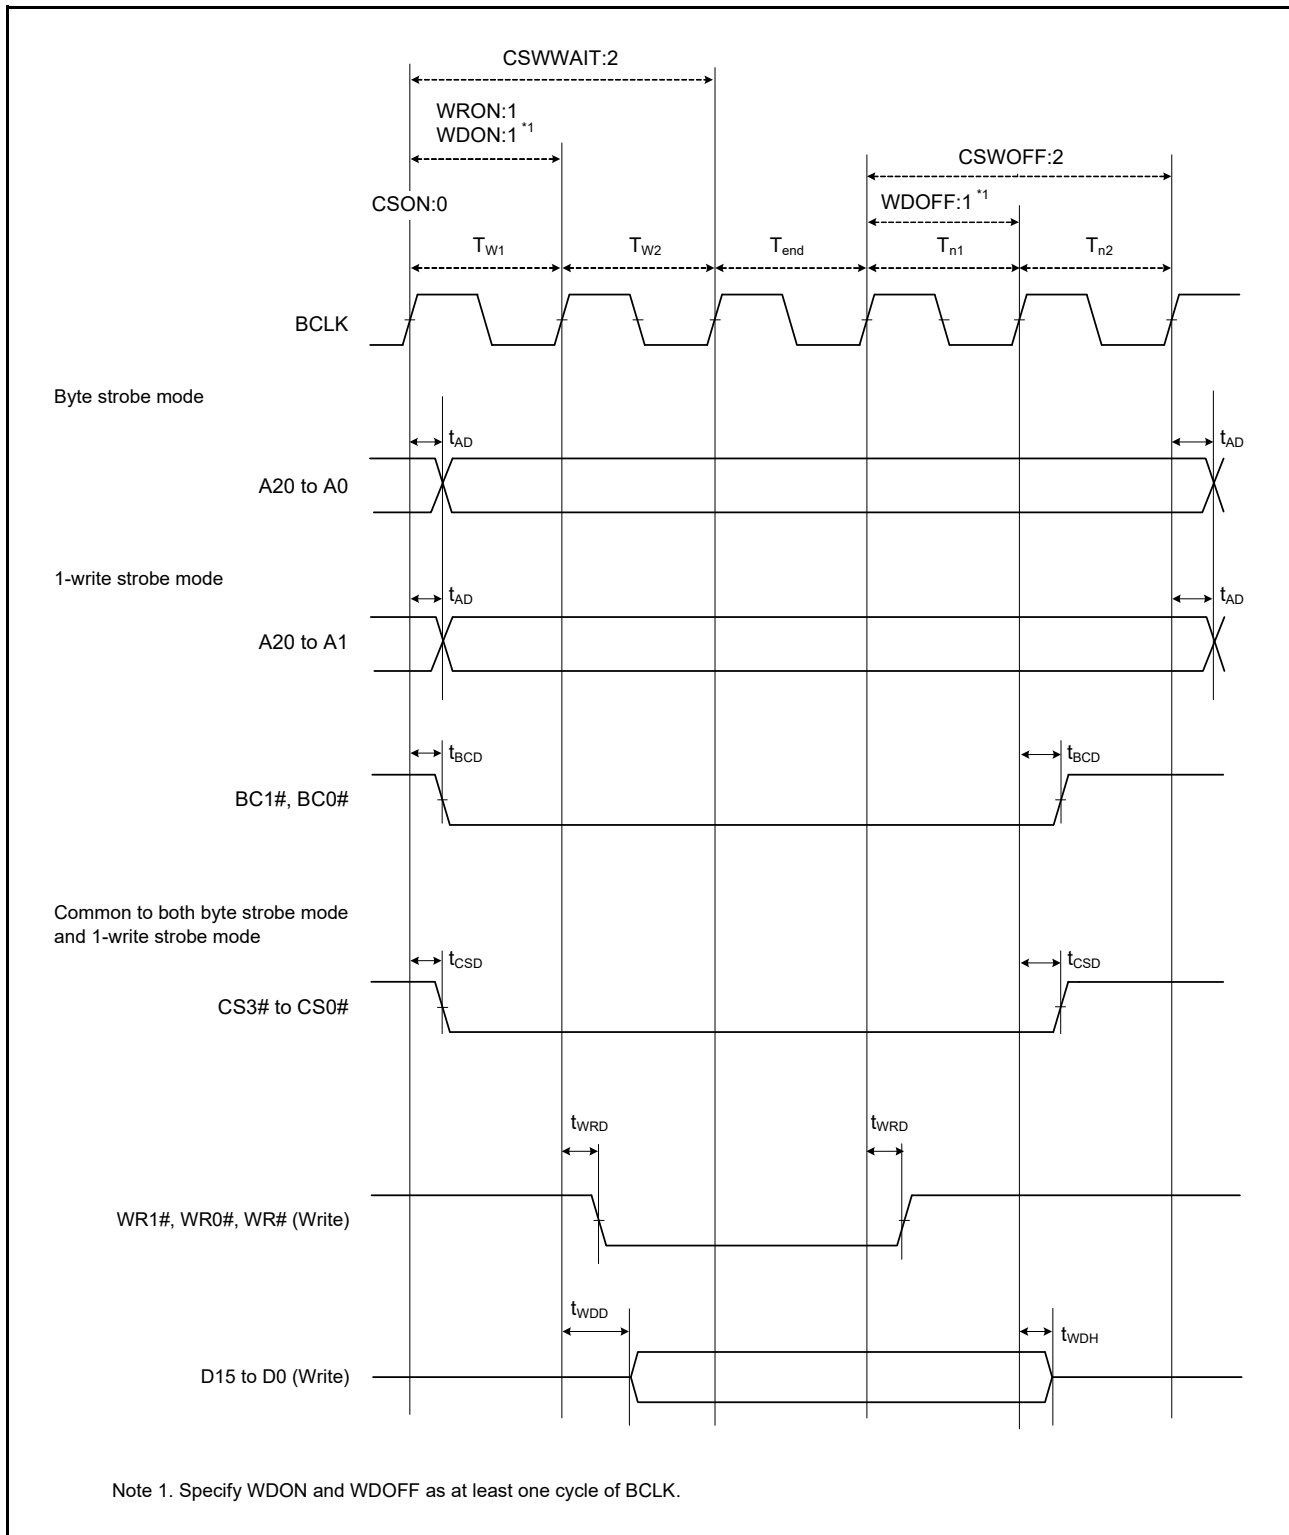 CSWWAIT:2
WRON:1
WDON:1 *1
CSWOFF:2
WDOFF:1 *1
CSON:0
TW1
TW2
Tend
Tn1
Tn2
BCLK
Byte strobe mode
tAD
tAD
A20 to A0
1-write strobe mode
tAD
tAD
A20 to A1
tBCD
tBCD
BC1#, BC0#
Common to both byte strobe mode
and 1-write strobe mode
tCSD
tCSD
CS3# to CS0#
tWRD
tWRD
WR1#, WR0#, WR# (Write)
tWDD
tWDH
D15 to D0 (Write)
Note 1. Specify WDON and WDOFF as at least one cycle of BCLK.